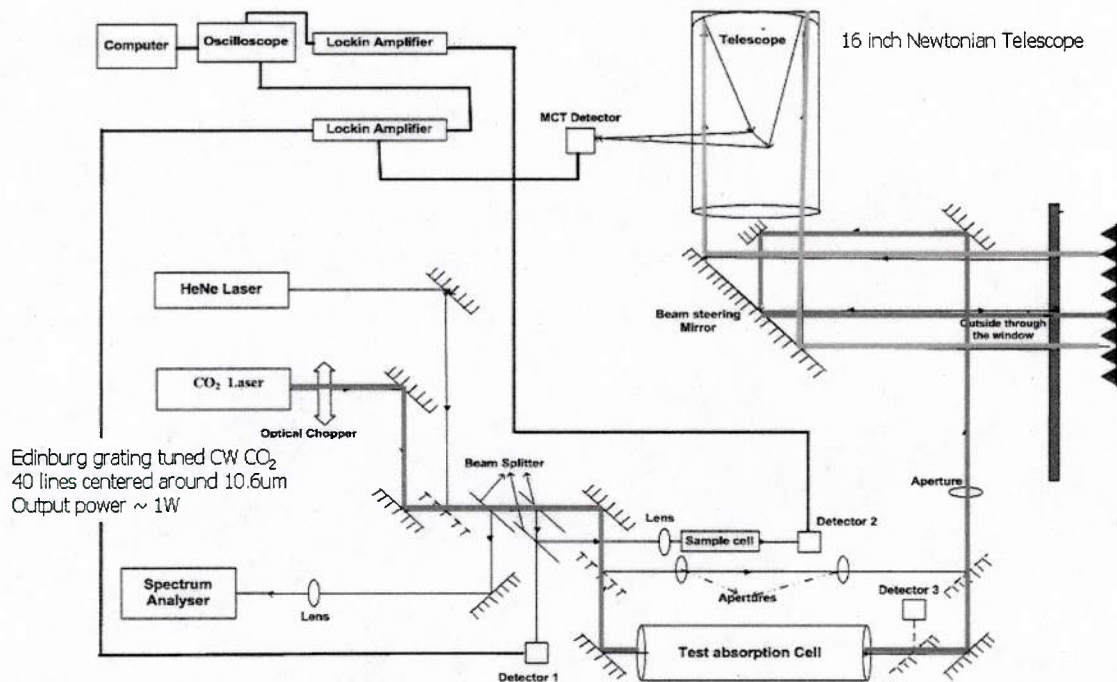 Computer
Oscilloscope
Lockin Amplifier
Telescope
16 inch Newtonian Telescope
MCT Detector
Lockin Amplifier
HeNe Laser
Beam steering
Mirror
Outside through
the window
CO₂ Laser
Optical Chopper
Edinburg grating tuned CW CO₂
40 lines centered around 10.6um
Output power ~ 1W
Beam Splitter
Aperture
Lens
Sample cell
Detector 2
Spectrum
Analyser
Lens
Apertures
Detector 3
Test absorption Cell
Detector 1